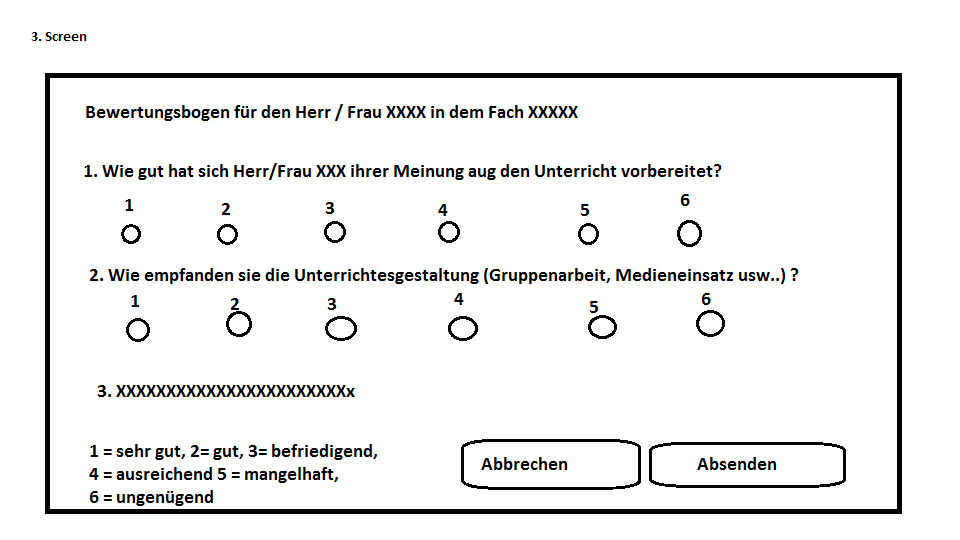 3. Screen
Bewertungsbogen für den Herr / Frau XXXX in dem Fach XXXXX
1. Wie gut hat sich Herr/Frau XXX ihrer Meinung aug den Unterricht vorbereitet?
1 2 3 4 5 6
2. Wie empfanden sie die Unterrichtesgestaltung (Gruppenarbeit, Medieneinsatz usw..) ?
1 2 3 4 5 6
3. XXXXXXXXXXXXXXXXXXXXXXXx
1 = sehr gut, 2= gut, 3= befriedigend,
4 = ausreichend 5 = mangelhaft,
6 = ungenügend
Abbrechen
Absenden